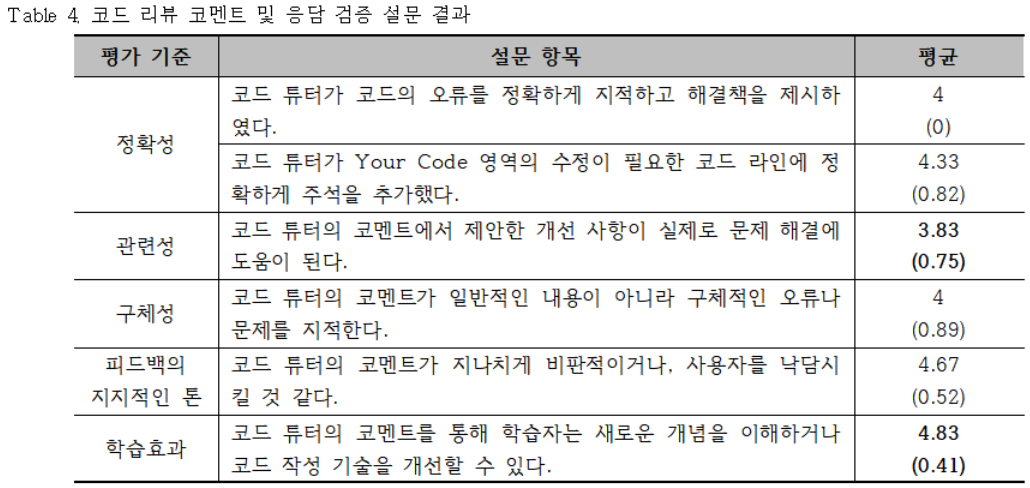 Table 4. 코드 리뷰 코멘트 및 응답 검증 설문 결과
평가 기준 설문 항목 평균
정확성
코드 튜터가 코드의 오류를 정확하게 지적하고 해결책을 제시하
였다.
4
(0)
코드 튜터가 Your Code 영역의 수정이 필요한 코드 라인에 정
확하게 주석을 추가했다.
4.33
(0.82)
관련성
코드 튜터의 코멘트에서 제안한 개선 사항이 실제로 문제 해결에
도움이 된다.
3.83
(0.75)
구체성
코드 튜터의 코멘트가 일반적인 내용이 아니라 구체적인 오류나
문제를 지적한다.
4
(0.89)
피드백의
지지적인 톤
코드 튜터의 코멘트가 지나치게 비판적이거나, 사용자를 낙담시
킬 것 같다.
4.67
(0.52)
학습효과
코드 튜터의 코멘트를 통해 학습자는 새로운 개념을 이해하거나
코드 작성 기술을 개선할 수 있다.
4.83
(0.41)